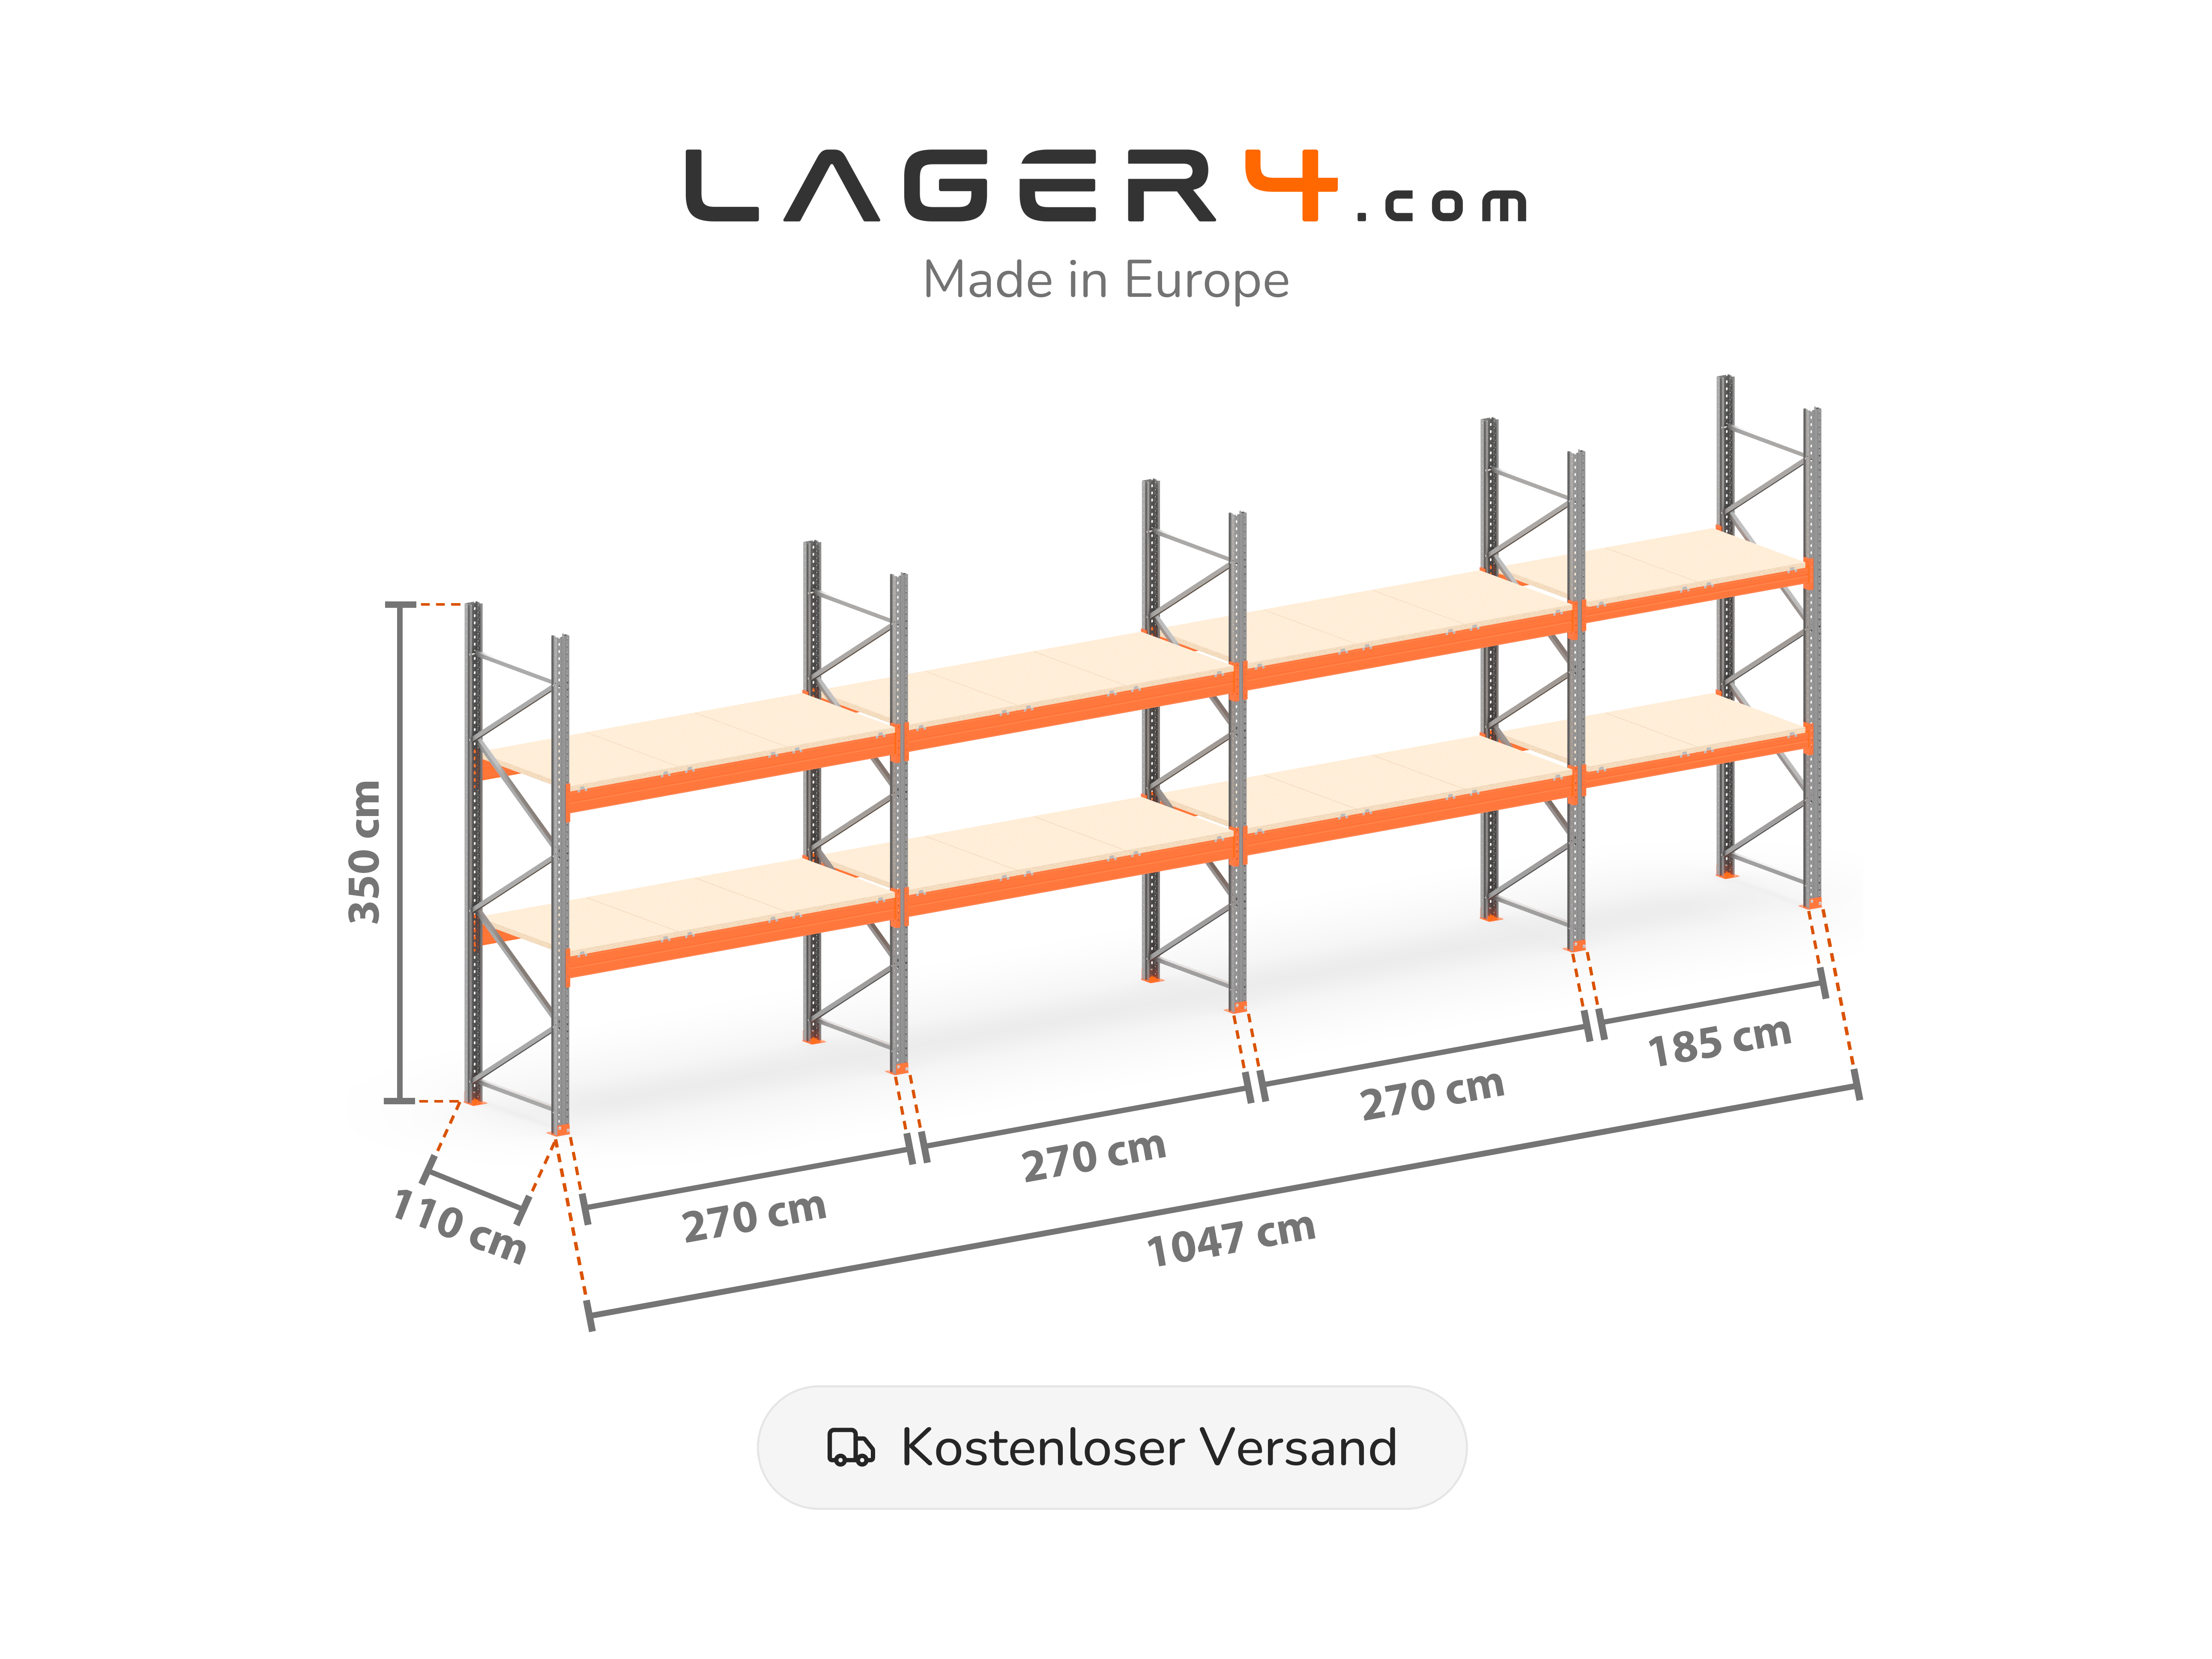 LAGER4.com
Made in Europe
350 cm
110 cm
270 cm
270 cm
270 cm
185 cm
1047 cm
Kostenloser Versand